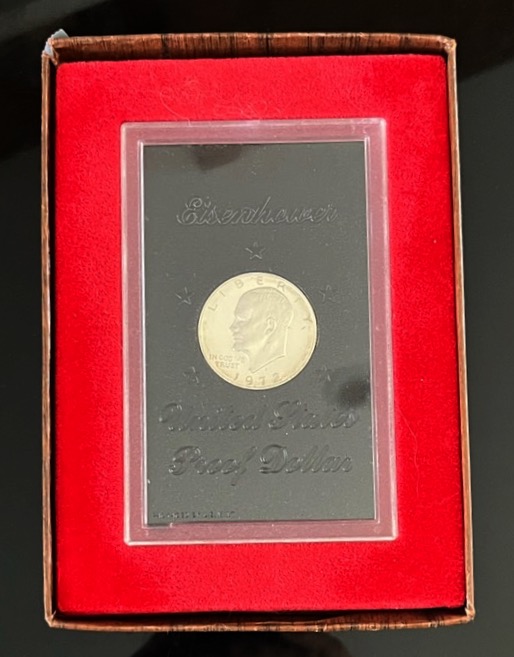 Eisenhower
LIBERTY
IN GOD WE
TRUST
1972
United States
Proof Dollar